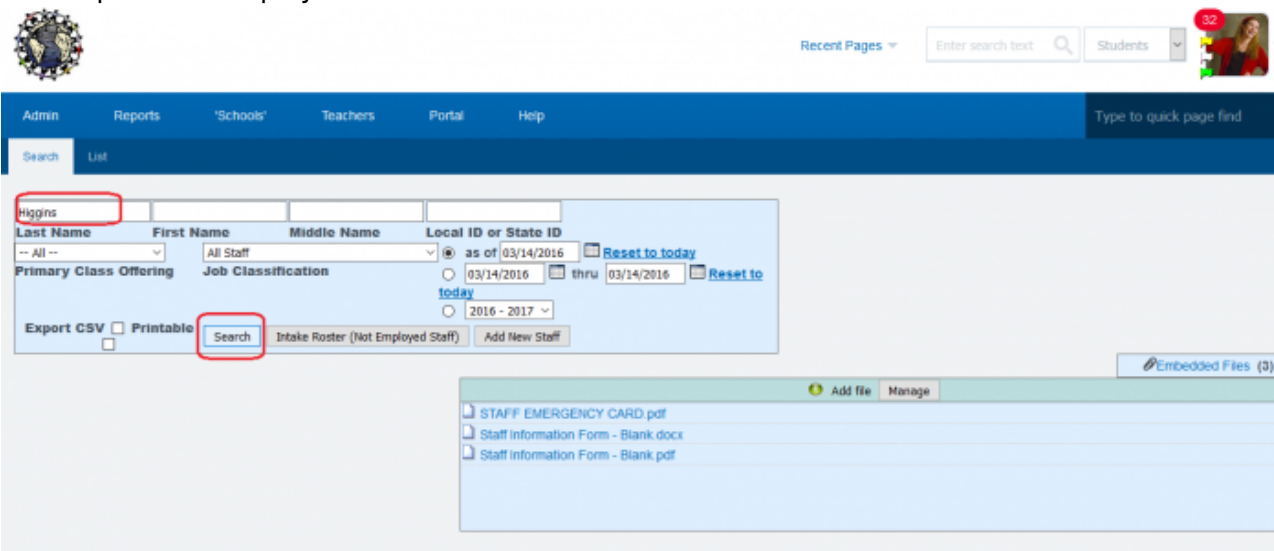 32
Recent Pages
Enter search text
Students
Admin Reports 'Schools' Teachers Portal Help
Type to quick page find
Search List
Higgins
Last Name First Name Middle Name Local ID or State ID
-- All -- All Staff as of 03/14/2016 Reset to today
Primary Class Offering Job Classification 03/14/2016 thru 03/14/2016 Reset to
today
2016 - 2017
Export CSV Printable
Search Intake Roster (Not Employed Staff) Add New Staff
Embedded Files (3)
Add file Manage
STAFF EMERGENCY CARD.pdf
Staff Information Form - Blank.docx
Staff Information Form - Blank.pdf